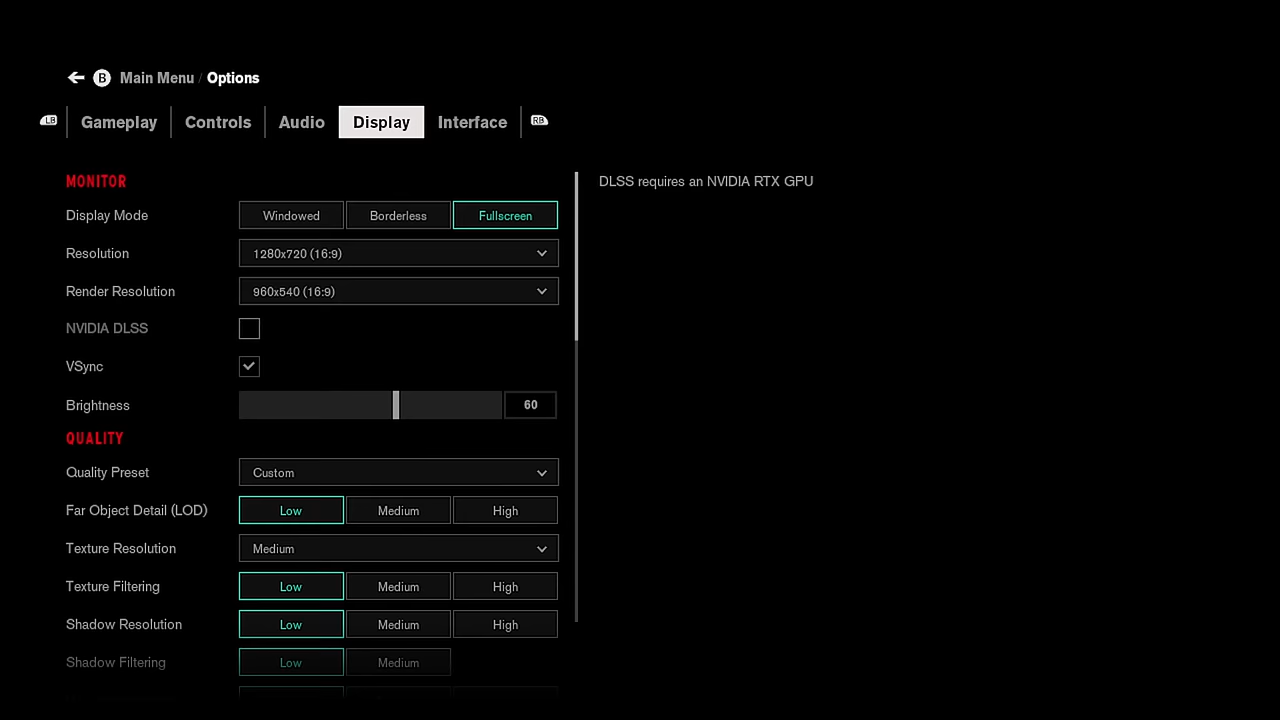 B Main Menu / Options
LB Gameplay Controls Audio Display Interface RB
MONITOR
DLSS requires an NVIDIA RTX GPU
Display Mode Windowed Borderless Fullscreen
Resolution 1280x720 (16:9)
Render Resolution 960x540 (16:9)
NVIDIA DLSS
VSync
Brightness 60
QUALITY
Quality Preset Custom
Far Object Detail (LOD) Low Medium High
Texture Resolution Medium
Texture Filtering Low Medium High
Shadow Resolution Low Medium High
Shadow Filtering Low Medium